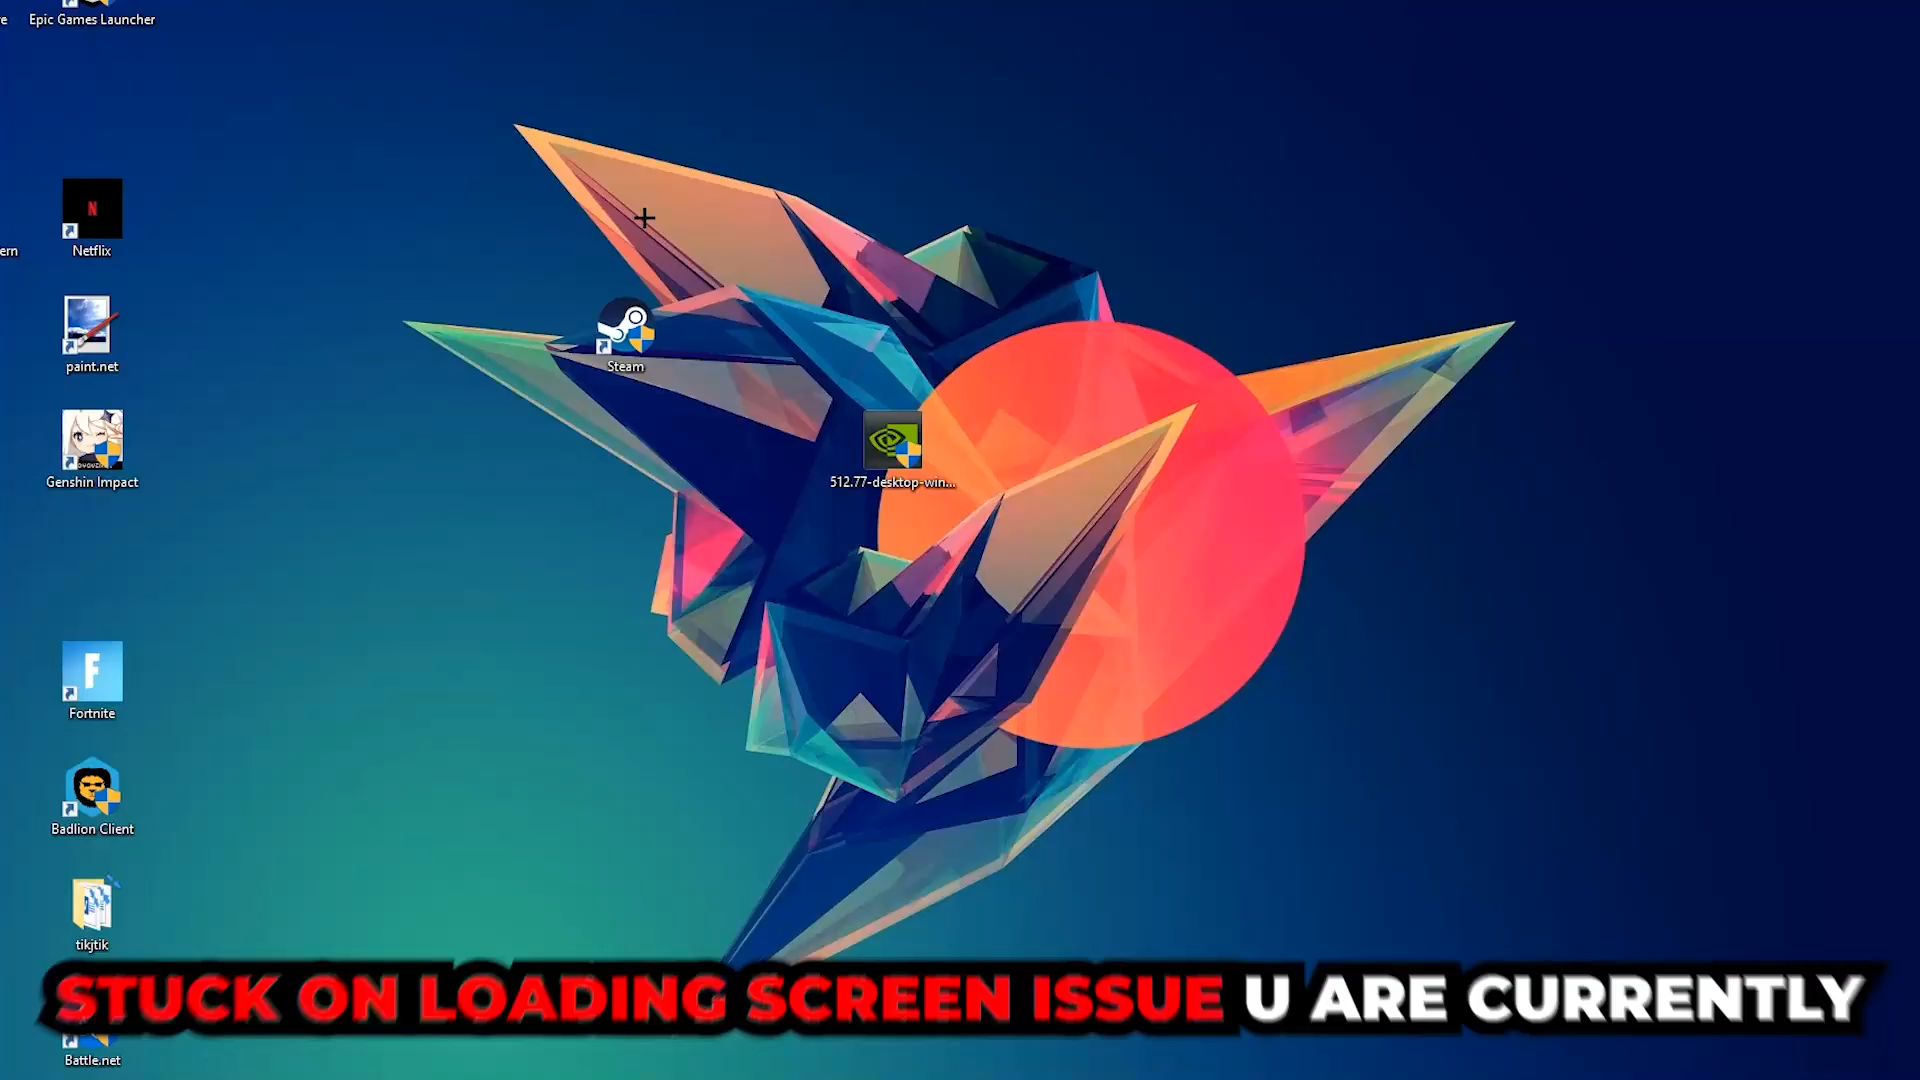 Epic Games Launcher
N
Netflix
ern
paint.net
Steam
Genshin Impact
512.77-desktop-win...
F
Fortnite
Badlion Client
tikjtik
STUCK ON LOADING SCREEN ISSUE U ARE CURRENTLY
Battle.net